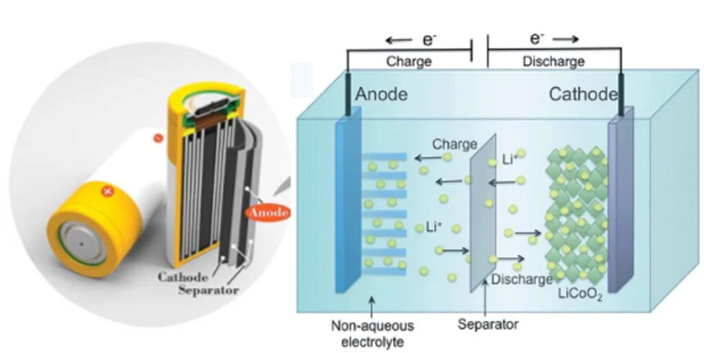 Anode
Cathode
Separator
e⁻
Charge
e⁻
Discharge
Anode
Cathode
Charge
Li⁺
Li⁺
Discharge
LiCoO₂
Non-aqueous
electrolyte
Separator